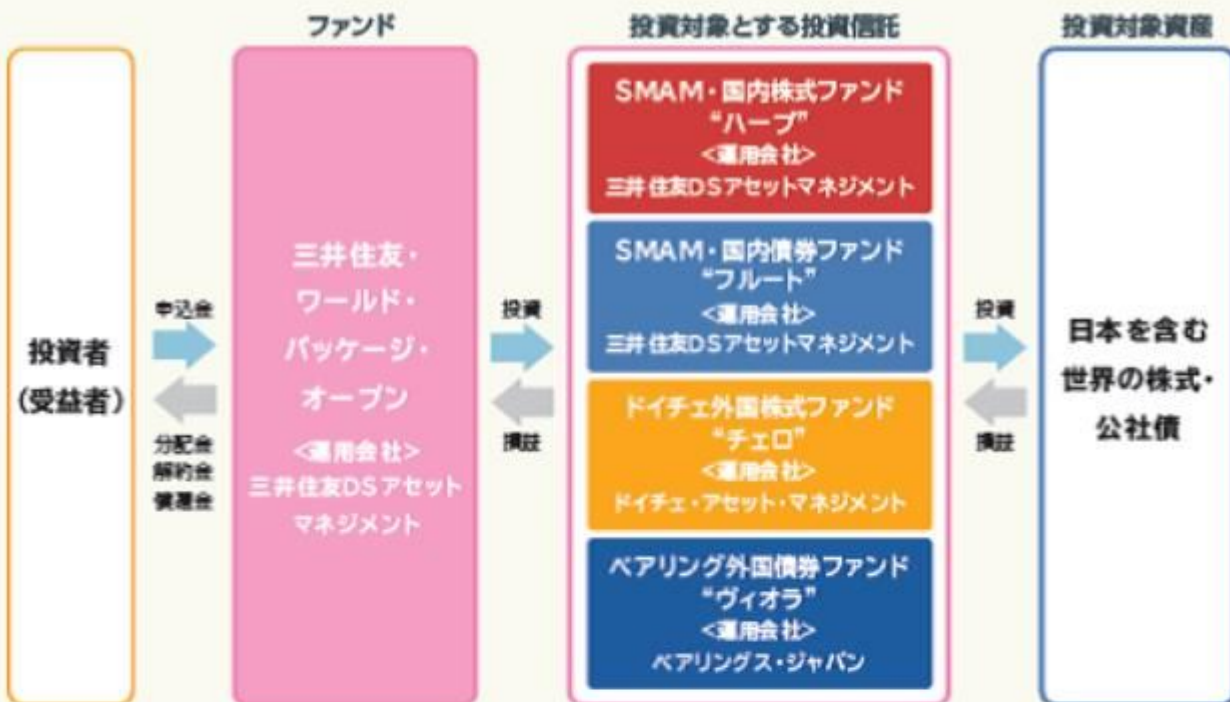 ファンド
投資対象とする投資信託
投資対象資産
投資者
(受益者)
申込金
分配金
解約金
償還金
三井住友・
ワールド・
パッケージ・
オープン
<運用会社>
三井住友DSアセット
マネジメント
投資
損益
SMAM・国内株式ファンド
“ハープ”
<運用会社>
三井住友DSアセットマネジメント
SMAM・国内債券ファンド
“フルート”
<運用会社>
三井住友DSアセットマネジメント
ドイチェ外国株式ファンド
“チェロ”
<運用会社>
ドイチェ・アセット・マネジメント
ベアリング外国債券ファンド
“ヴィオラ”
<運用会社>
ベアリングス・ジャパン
投資
損益
日本を含む
世界の株式・
公社債